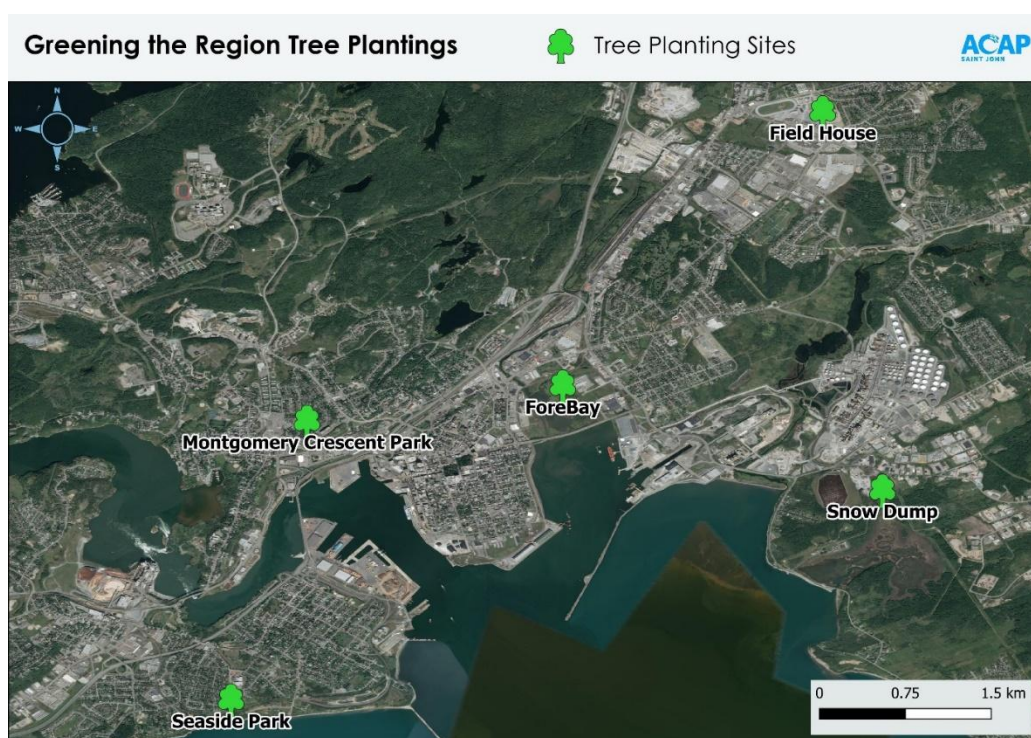 Greening the Region Tree Plantings
Tree Planting Sites
ACAP
SAINT JOHN
N
W E
S
Field House
ForeBay
Montgomery Crescent Park
Snow Dump
Seaside Park
0 0.75 1.5 km